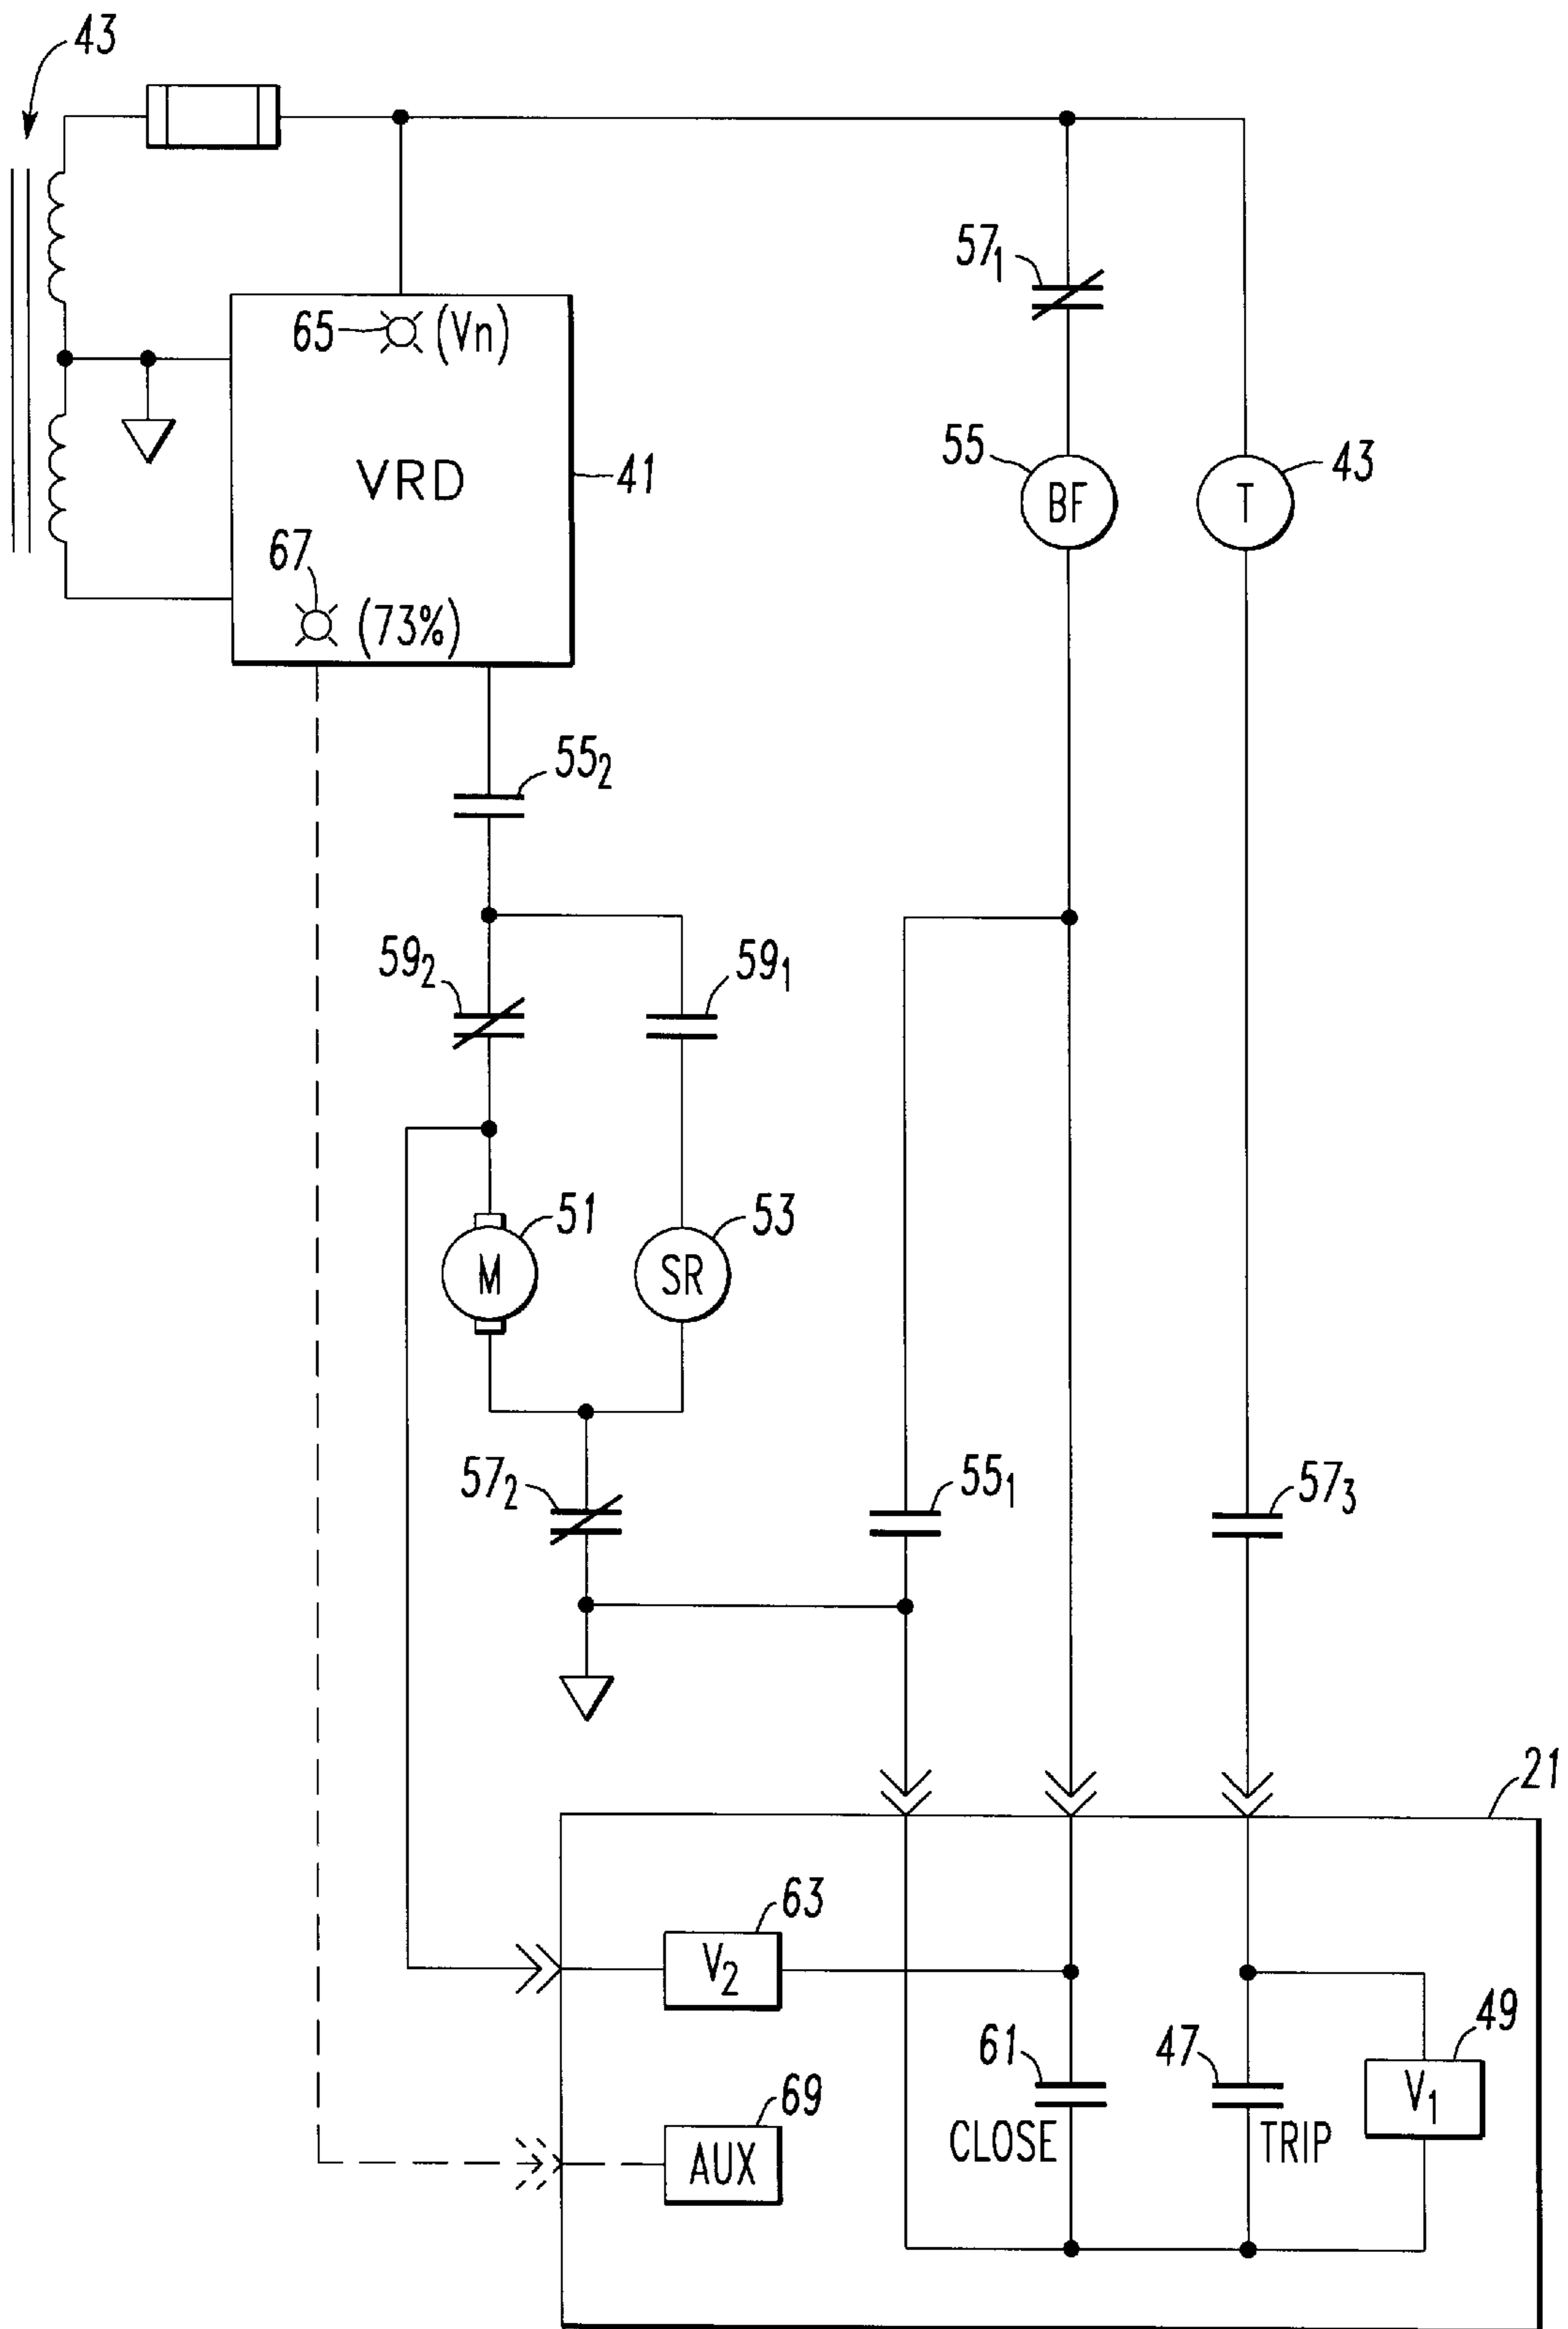 43
57₁
65 (Vn)
VRD
41
55
BF
T
43
67
(73%)
55₂
59₂
59₁
51
53
M
SR
57₂
55₁
57₃
21
63
V₂
49
61
47
V₁
69
CLOSE
TRIP
AUX